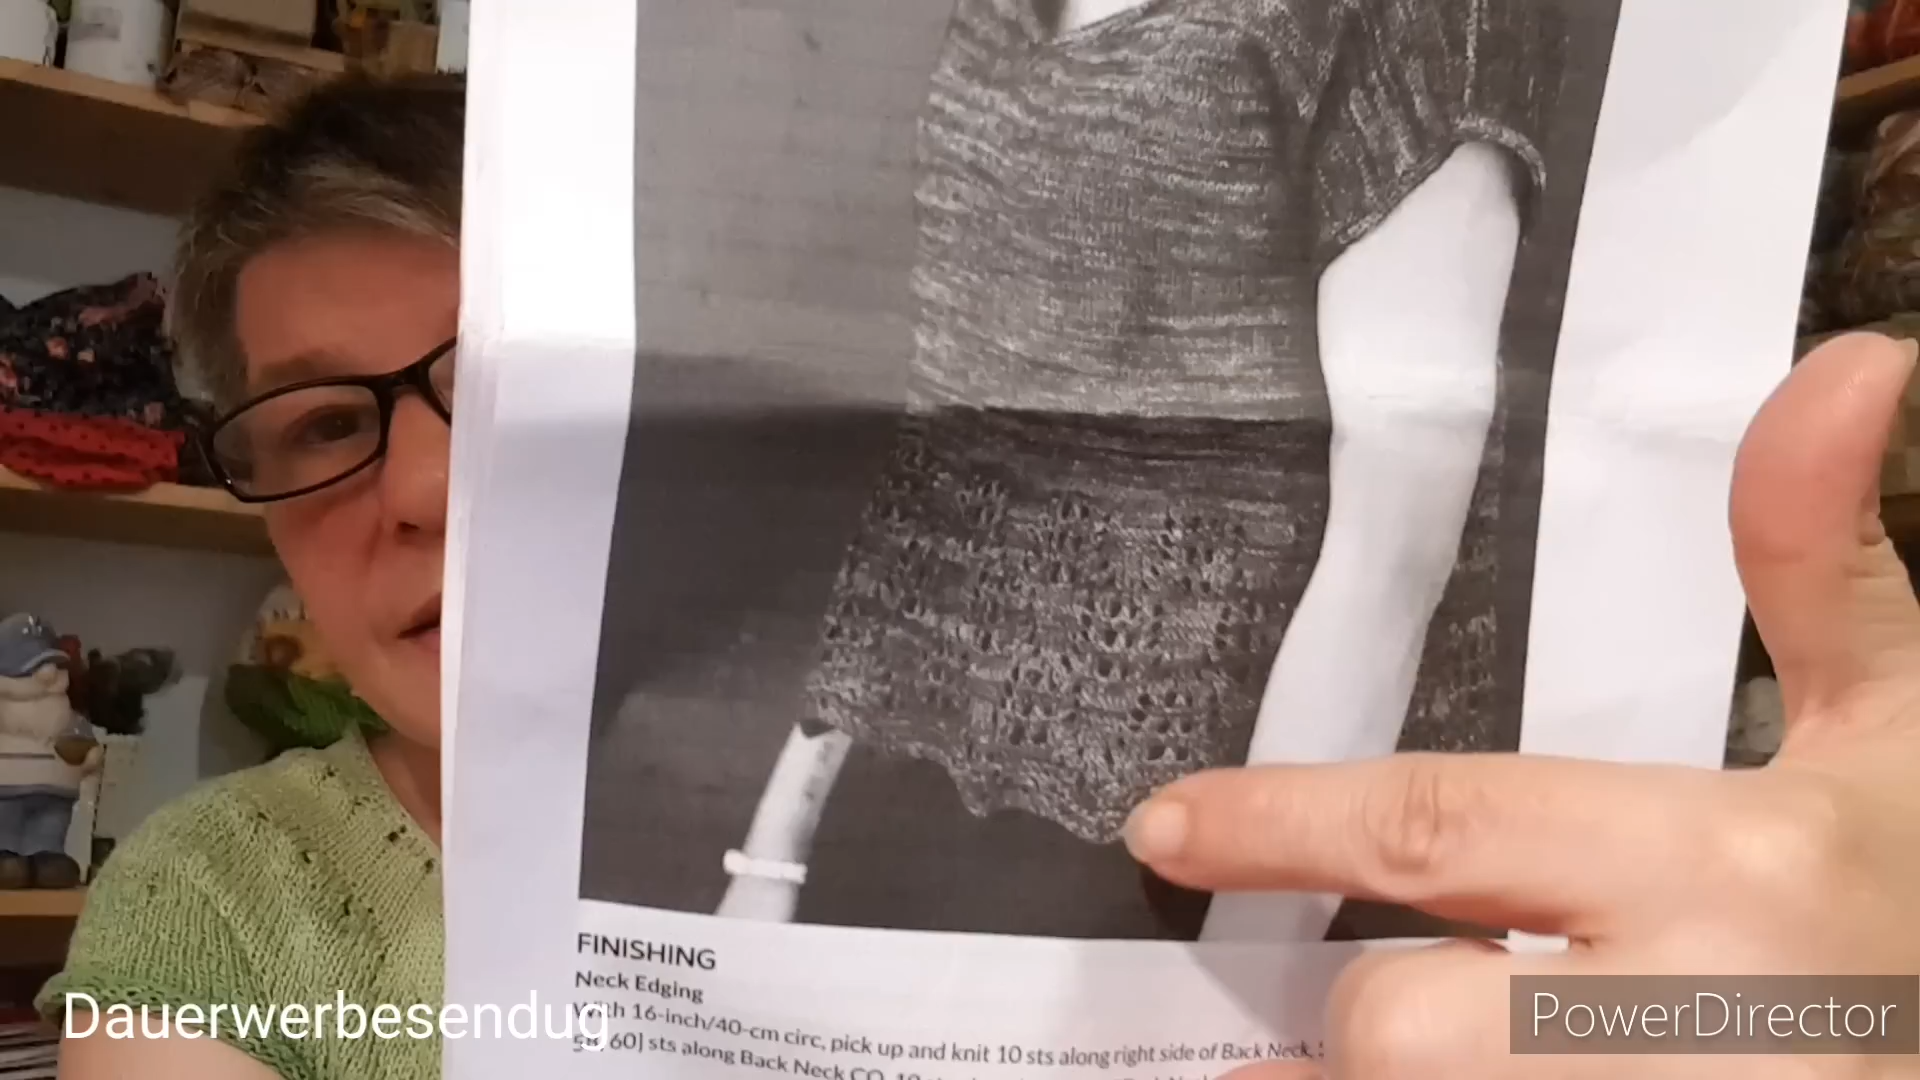 FINISHING
Neck Edging
With 16-inch/40-cm circ, pick up and knit 10 sts along right side of Back Neck,
60] sts along Back Neck CO, 10
Dauerwerbesendug
PowerDirector